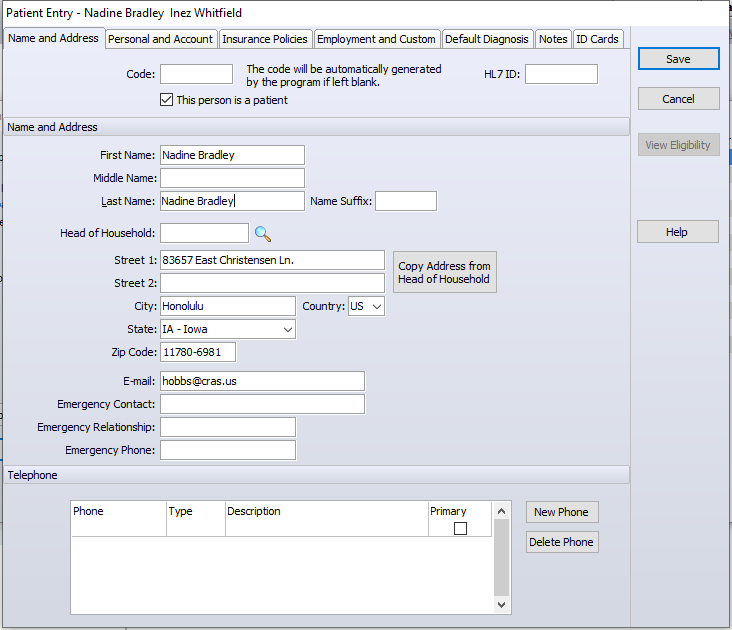 Patient Entry - Nadine Bradley  Inez Whitfield
Name and Address Personal and Account Insurance Policies Employment and Custom Default Diagnosis Notes ID Cards
Save
Code: The code will be automatically generated by the program if left blank. HL7 ID:
Cancel
This person is a patient
Name and Address
View Eligibility
First Name: Nadine Bradley
Middle Name:
Last Name: Nadine Bradley Name Suffix:
Head of Household:
Help
Street 1: 83657 East Christensen Ln.
Copy Address from
Head of Household
Street 2:
City: Honolulu Country: US
State: IA - Iowa
Zip Code: 11780-6981
E-mail: hobbs@cras.us
Emergency Contact:
Emergency Relationship:
Emergency Phone:
Telephone
Phone Type Description Primary
New Phone
Delete Phone